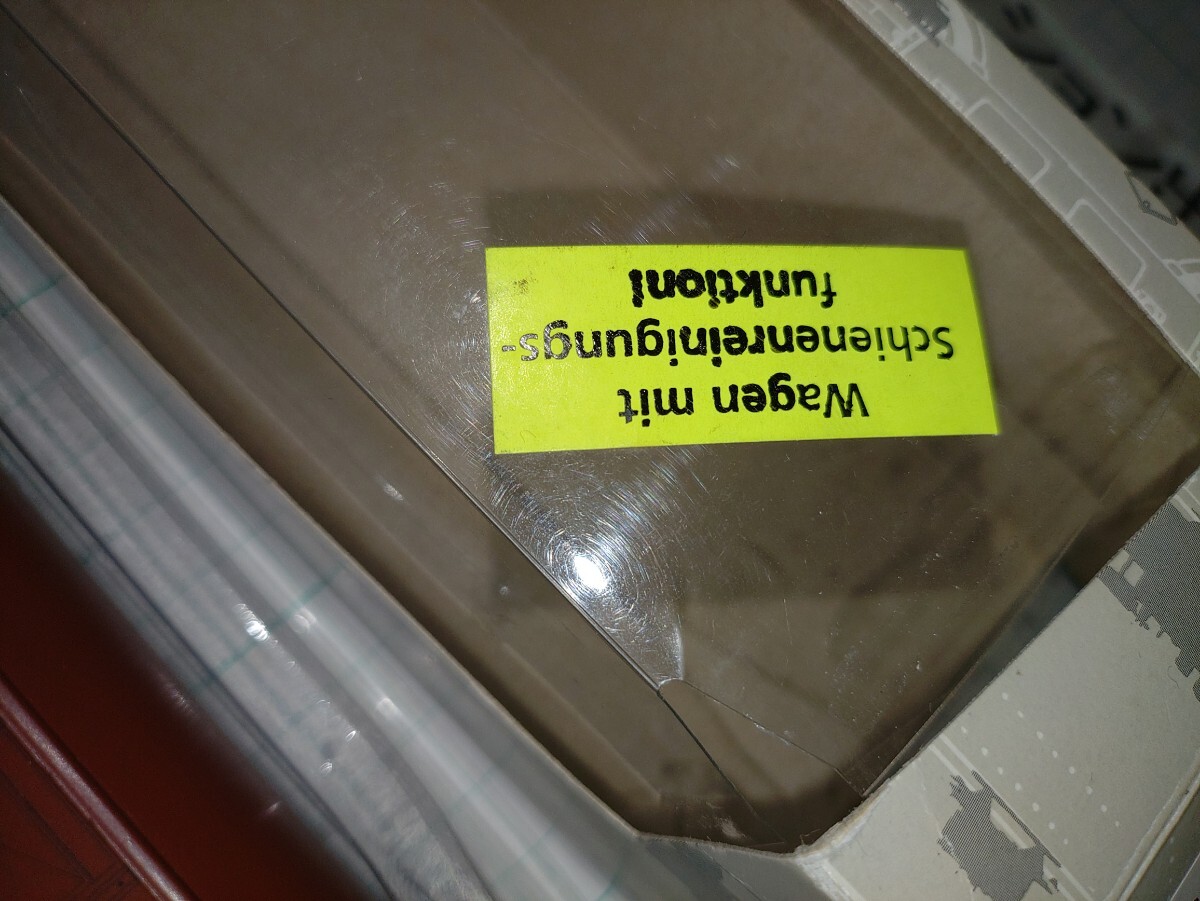 Wagen mit
Schienenreinigungs-
funktion!